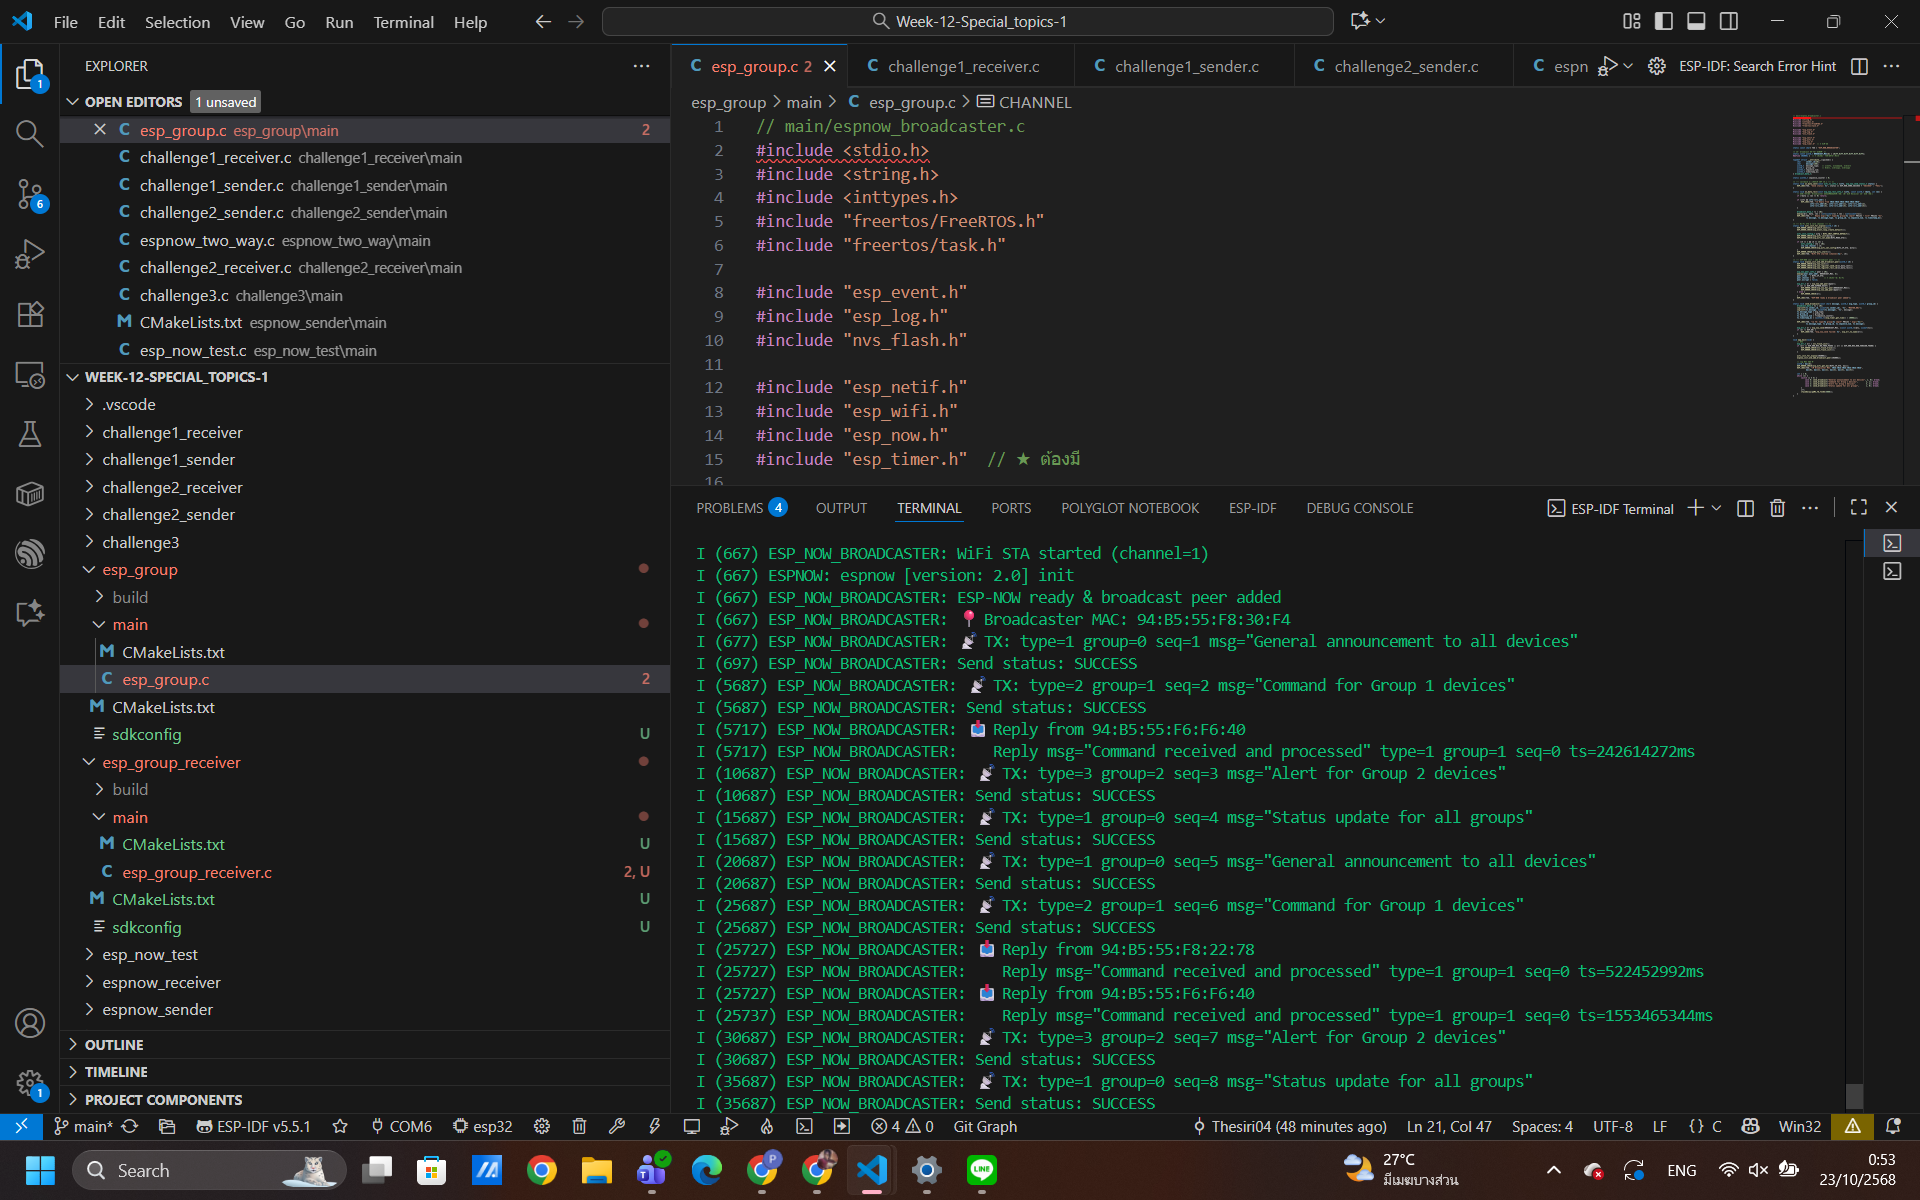 File Edit Selection View Go Run Terminal Help
Week-12-Special_topics-1
EXPLORER
OPEN EDITORS 1 unsaved
esp_group.c esp_group\main 2
challenge1_receiver.c challenge1_receiver\main
challenge1_sender.c challenge1_sender\main
challenge2_sender.c challenge2_sender\main
espnow_two_way.c espnow_two_way\main
challenge2_receiver.c challenge2_receiver\main
challenge3.c challenge3\main
CMakeLists.txt espnow_sender\main
esp_now_test.c esp_now_test\main
WEEK-12-SPECIAL_TOPICS-1
.vscode
challenge1_receiver
challenge1_sender
challenge2_receiver
challenge2_sender
challenge3
esp_group
build
main
CMakeLists.txt
esp_group.c 2
CMakeLists.txt
sdkconfig U
esp_group_receiver
build
main
CMakeLists.txt U
esp_group_receiver.c 2, U
CMakeLists.txt U
sdkconfig U
esp_now_test
espnow_receiver
espnow_sender
OUTLINE
TIMELINE
PROJECT COMPONENTS
1
6
1
esp_group.c 2 challenge1_receiver.c challenge1_sender.c challenge2_sender.c espn ESP-IDF: Search Error Hint
esp_group > main > C esp_group.c > CHANNEL
1 // main/espnow_broadcaster.c
2 #include <stdio.h>
3 #include <string.h>
4 #include <inttypes.h>
5 #include "freertos/FreeRTOS.h"
6 #include "freertos/task.h"
7
8 #include "esp_event.h"
9 #include "esp_log.h"
10 #include "nvs_flash.h"
11
12 #include "esp_netif.h"
13 #include "esp_wifi.h"
14 #include "esp_now.h"
15 #include "esp_timer.h" // ★ ต้องมี
16
PROBLEMS 4 OUTPUT TERMINAL PORTS POLYGLOT NOTEBOOK ESP-IDF DEBUG CONSOLE ESP-IDF Terminal
I (667) ESP_NOW_BROADCASTER: WiFi STA started (channel=1)
I (667) ESPNOW: espnow [version: 2.0] init
I (667) ESP_NOW_BROADCASTER: ESP-NOW ready & broadcast peer added
I (667) ESP_NOW_BROADCASTER: 📍 Broadcaster MAC: 94:B5:55:F8:30:F4
I (677) ESP_NOW_BROADCASTER: 📡 TX: type=1 group=0 seq=1 msg="General announcement to all devices"
I (697) ESP_NOW_BROADCASTER: Send status: SUCCESS
I (5687) ESP_NOW_BROADCASTER: 📡 TX: type=2 group=1 seq=2 msg="Command for Group 1 devices"
I (5687) ESP_NOW_BROADCASTER: Send status: SUCCESS
I (5717) ESP_NOW_BROADCASTER: 📩 Reply from 94:B5:55:F6:F6:40
I (5717) ESP_NOW_BROADCASTER: Reply msg="Command received and processed" type=1 group=1 seq=0 ts=242614272ms
I (10687) ESP_NOW_BROADCASTER: 📡 TX: type=3 group=2 seq=3 msg="Alert for Group 2 devices"
I (10687) ESP_NOW_BROADCASTER: Send status: SUCCESS
I (15687) ESP_NOW_BROADCASTER: 📡 TX: type=1 group=0 seq=4 msg="Status update for all groups"
I (15687) ESP_NOW_BROADCASTER: Send status: SUCCESS
I (20687) ESP_NOW_BROADCASTER: 📡 TX: type=1 group=0 seq=5 msg="General announcement to all devices"
I (20687) ESP_NOW_BROADCASTER: Send status: SUCCESS
I (25687) ESP_NOW_BROADCASTER: 📡 TX: type=2 group=1 seq=6 msg="Command for Group 1 devices"
I (25687) ESP_NOW_BROADCASTER: Send status: SUCCESS
I (25727) ESP_NOW_BROADCASTER: 📩 Reply from 94:B5:55:F8:22:78
I (25727) ESP_NOW_BROADCASTER: Reply msg="Command received and processed" type=1 group=1 seq=0 ts=522452992ms
I (25727) ESP_NOW_BROADCASTER: 📩 Reply from 94:B5:55:F6:F6:40
I (25737) ESP_NOW_BROADCASTER: Reply msg="Command received and processed" type=1 group=1 seq=0 ts=1553465344ms
I (30687) ESP_NOW_BROADCASTER: 📡 TX: type=3 group=2 seq=7 msg="Alert for Group 2 devices"
I (30687) ESP_NOW_BROADCASTER: Send status: SUCCESS
I (35687) ESP_NOW_BROADCASTER: 📡 TX: type=1 group=0 seq=8 msg="Status update for all groups"
I (35687) ESP_NOW_BROADCASTER: Send status: SUCCESS
main* ESP-IDF v5.5.1 COM6 esp32 4 0 Git Graph Thesiri04 (48 minutes ago) Ln 21, Col 47 Spaces: 4 UTF-8 LF {} C Win32
Search 27°C ENG 0:53
มีเมฆบางส่วน 23/10/2568